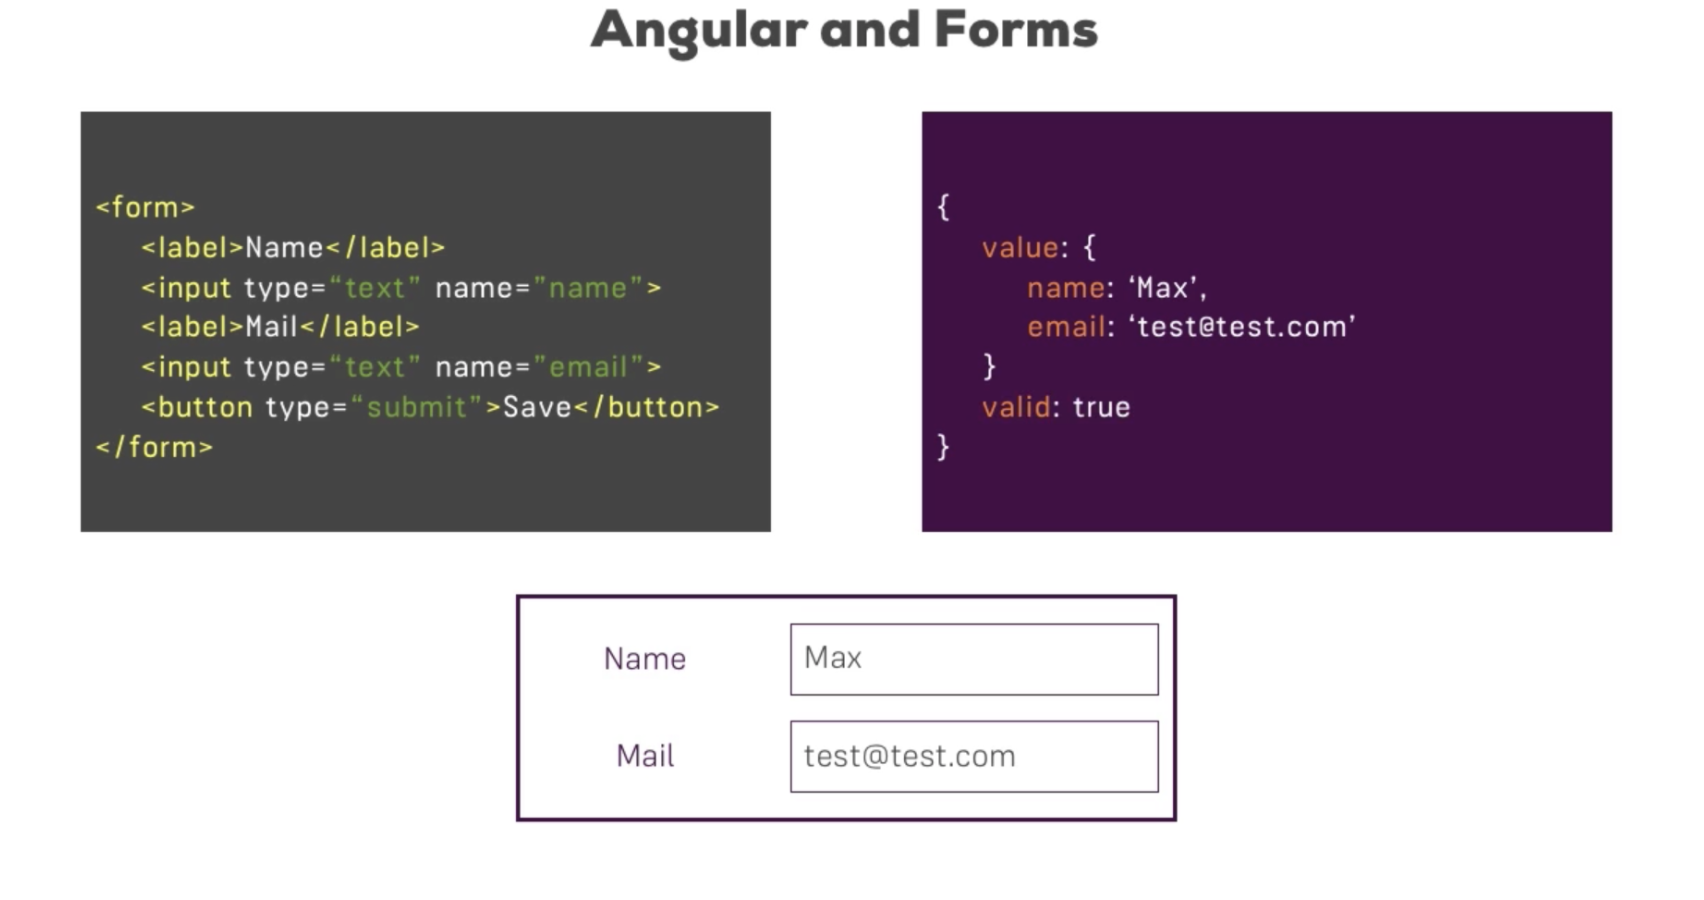 Angular and Forms
<form>
<label>Name</label>
<input type=“text” name=”name”>
<label>Mail</label>
<input type=“text” name=”email”>
<button type=“submit”>Save</button>
</form>
{
value: {
name: ‘Max’,
email: ‘test@test.com’
}
valid: true
}
Name Max
Mail test@test.com